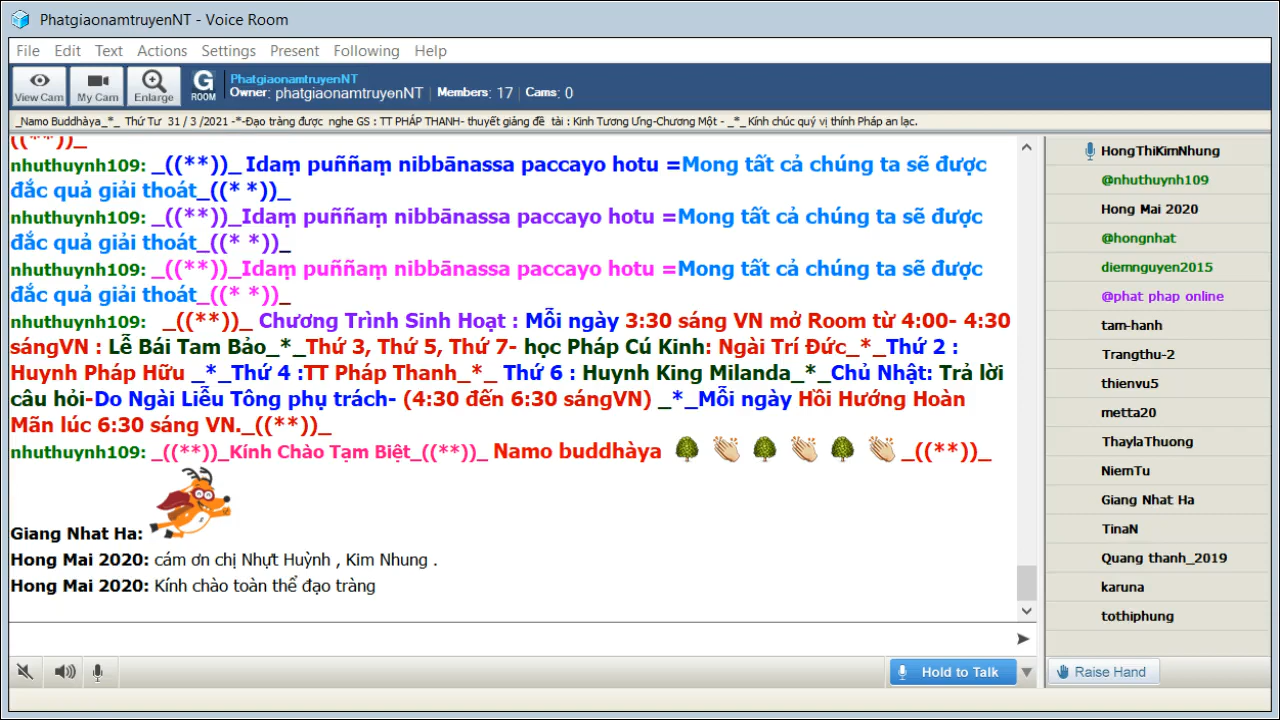 PhatgiaonamtruyenNT - Voice Room
File Edit Text Actions Settings Present Following Help
View Cam My Cam Enlarge G ROOM PhatgiaonamtruyenNT
Owner: phatgiaonamtruyenNT Members: 17 Cams: 0
_Namo Buddhàya_*_ Thứ Tư 31 / 3 /2021 -*-Đạo tràng được nghe GS : TT PHÁP THANH- thuyết giảng đề tài : Kinh Tương Ưng-Chương Một - _*_ Kính chúc quý vị thính Pháp an lạc.
((**))_
nhuthuynh109: _((**))_ Idaṃ puññaṃ nibbānassa paccayo hotu =Mong tất cả chúng ta sẽ được
đắc quả giải thoát_((* *))_
nhuthuynh109: _((**))_Idaṃ puññaṃ nibbānassa paccayo hotu =Mong tất cả chúng ta sẽ được
đắc quả giải thoát_((* *))_
nhuthuynh109: _((**))_Idaṃ puññaṃ nibbānassa paccayo hotu =Mong tất cả chúng ta sẽ được
đắc quả giải thoát_((* *))_
nhuthuynh109: _((**))_ Chương Trình Sinh Hoạt : Mỗi ngày 3:30 sáng VN mở Room từ 4:00- 4:30
sángVN : Lễ Bái Tam Bảo_*_Thứ 3, Thứ 5, Thứ 7- học Pháp Cú Kinh: Ngài Trí Đức_*_Thứ 2 :
Huynh Pháp Hữu _*_Thứ 4 :TT Pháp Thanh_*_ Thứ 6 : Huynh King Milanda_*_Chủ Nhật: Trả lời
câu hỏi-Do Ngài Liễu Tông phụ trách- (4:30 đến 6:30 sángVN) _*_Mỗi ngày Hồi Hướng Hoàn
Mãn lúc 6:30 sáng VN._((**))_
nhuthuynh109: _((**))_Kính Chào Tạm Biệt_((**))_ Namo buddhàya 🌳 👏 🌳 👏 🌳 👏 _((**))_
Giang Nhat Ha:
Hong Mai 2020: cám ơn chị Nhựt Huỳnh , Kim Nhung .
Hong Mai 2020: Kính chào toàn thể đạo tràng
Hold to Talk
HongThiKimNhung
@nhuthuynh109
Hong Mai 2020
@hongnhat
diemnguyen2015
@phat phap online
tam-hanh
Trangthu-2
thienvu5
metta20
ThaylaThuong
NiemTu
Giang Nhat Ha
TinaN
Quang thanh_2019
karuna
tothiphung
Raise Hand